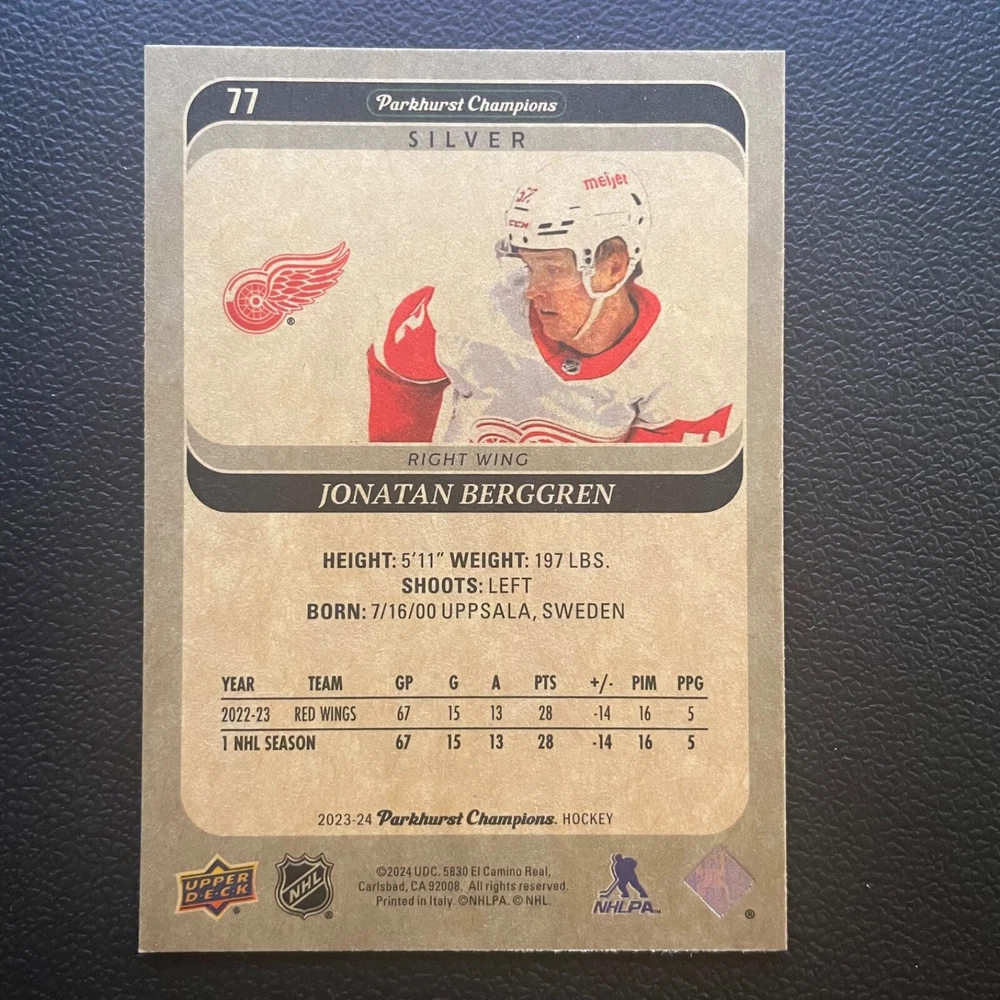 77
Parkhurst Champions
SILVER
meijer
57
CCM
®
RIGHT WING
JONATAN BERGGREN
HEIGHT: 5'11" WEIGHT: 197 LBS.
SHOOTS: LEFT
BORN: 7/16/00 UPPSALA, SWEDEN
YEAR TEAM GP G A PTS +/- PIM PPG
2022-23 RED WINGS 67 15 13 28 -14 16 5
1 NHL SEASON 67 15 13 28 -14 16 5
2023-24 Parkhurst Champions. HOCKEY
UPPER
D·E·C·K
®
NHL
®
©2024 UDC. 5830 El Camino Real,
Carlsbad, CA 92008. All rights reserved.
Printed in Italy. ©NHLPA. © NHL.
NHLPA™
®